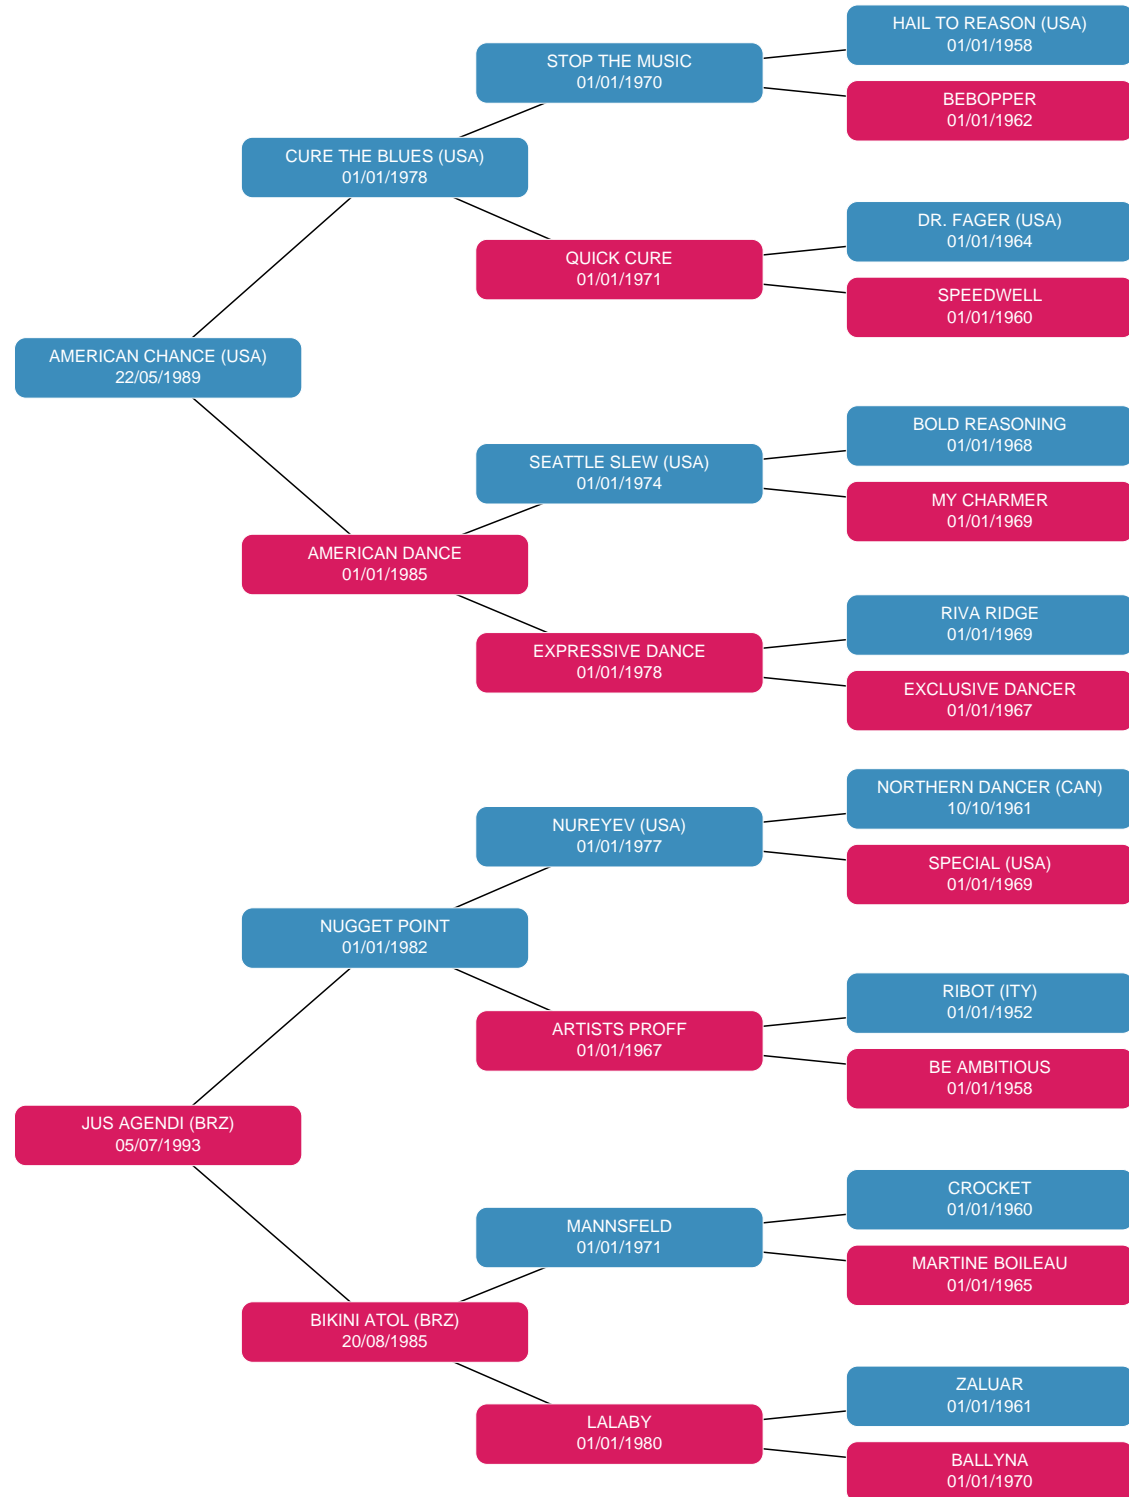 HAIL TO REASON (USA)
01/01/1958
STOP THE MUSIC
01/01/1970
BEBOPPER
01/01/1962
CURE THE BLUES (USA)
01/01/1978
DR. FAGER (USA)
01/01/1964
QUICK CURE
01/01/1971
SPEEDWELL
01/01/1960
AMERICAN CHANCE (USA)
22/05/1989
BOLD REASONING
01/01/1968
SEATTLE SLEW (USA)
01/01/1974
MY CHARMER
01/01/1969
AMERICAN DANCE
01/01/1985
RIVA RIDGE
01/01/1969
EXPRESSIVE DANCE
01/01/1978
EXCLUSIVE DANCER
01/01/1967
NORTHERN DANCER (CAN)
10/10/1961
NUREYEV (USA)
01/01/1977
SPECIAL (USA)
01/01/1969
NUGGET POINT
01/01/1982
RIBOT (ITY)
01/01/1952
ARTISTS PROFF
01/01/1967
BE AMBITIOUS
01/01/1958
JUS AGENDI (BRZ)
05/07/1993
CROCKET
01/01/1960
MANNSFELD
01/01/1971
MARTINE BOILEAU
01/01/1965
BIKINI ATOL (BRZ)
20/08/1985
ZALUAR
01/01/1961
LALABY
01/01/1980
BALLYNA
01/01/1970